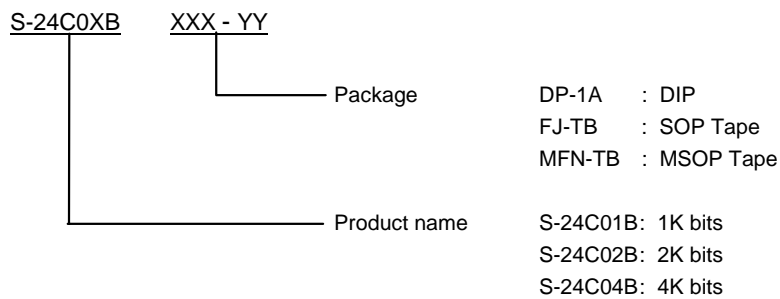 S-24C0XB XXX - YY
Package DP-1A : DIP
FJ-TB : SOP Tape
MFN-TB : MSOP Tape
Product name S-24C01B: 1K bits
S-24C02B: 2K bits
S-24C04B: 4K bits